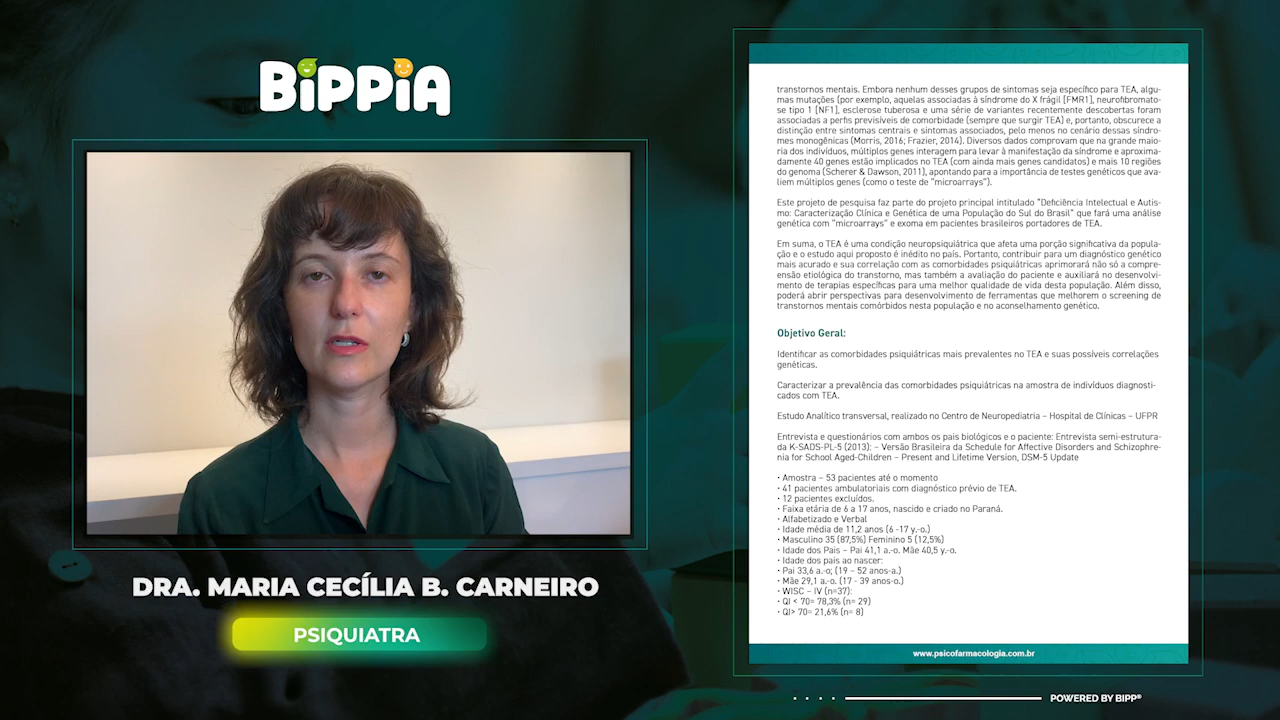 BiPPiA
DRA. MARIA CECÍLIA B. CARNEIRO
PSIQUIATRA
transtornos mentais. Embora nenhum desses grupos de sintomas seja específico para TEA, algu-
mas mutações (por exemplo, aquelas associadas à síndrome do X frágil [FMR1], neurofibromato-
se tipo 1 [NF1], esclerose tuberosa e uma série de variantes recentemente descobertas foram
associadas a perfis previsíveis de comorbidade (sempre que surgir TEA) e, portanto, obscurece a
distinção entre sintomas centrais e sintomas associados, pelo menos no cenário dessas síndro-
mes monogênicas (Morris, 2016; Frazier, 2014). Diversos dados comprovam que na grande maio-
ria dos indivíduos, múltiplos genes interagem para levar à manifestação da síndrome e aproxima-
damente 40 genes estão implicados no TEA (com ainda mais genes candidatos) e mais 10 regiões
do genoma (Scherer & Dawson, 2011), apontando para a importância de testes genéticos que ava-
liem múltiplos genes (como o teste de “microarrays”).
Este projeto de pesquisa faz parte do projeto principal intitulado “Deficiência Intelectual e Autis-
mo: Caracterização Clínica e Genética de uma População do Sul do Brasil” que fará uma análise
genética com “microarrays” e exoma em pacientes brasileiros portadores de TEA.
Em suma, o TEA é uma condição neuropsiquiátrica que afeta uma porção significativa da popula-
ção e o estudo aqui proposto é inédito no país. Portanto, contribuir para um diagnóstico genético
mais acurado e sua correlação com as comorbidades psiquiátricas aprimorará não só a compre-
ensão etiológica do transtorno, mas também a avaliação do paciente e auxiliará no desenvolvi-
mento de terapias específicas para uma melhor qualidade de vida desta população. Além disso,
poderá abrir perspectivas para desenvolvimento de ferramentas que melhorem o screening de
transtornos mentais comórbidos nesta população e no aconselhamento genético.
Objetivo Geral:
Identificar as comorbidades psiquiátricas mais prevalentes no TEA e suas possíveis correlações
genéticas.
Caracterizar a prevalência das comorbidades psiquiátricas na amostra de indivíduos diagnosti-
cados com TEA.
Estudo Analítico transversal, realizado no Centro de Neuropediatria – Hospital de Clínicas – UFPR
Entrevista e questionários com ambos os pais biológicos e o paciente: Entrevista semi-estrutura-
da K-SADS-PL-5 (2013): – Versão Brasileira da Schedule for Affective Disorders and Schizophre-
nia for School Aged-Children – Present and Lifetime Version, DSM-5 Update
• Amostra – 53 pacientes até o momento
• 41 pacientes ambulatoriais com diagnóstico prévio de TEA.
• 12 pacientes excluídos.
• Faixa etária de 6 a 17 anos, nascido e criado no Paraná.
• Alfabetizado e Verbal
• Idade média de 11,2 anos (6 -17 y.-o.)
• Masculino 35 (87,5%) Feminino 5 (12,5%)
• Idade dos Pais – Pai 41,1 a.-o. Mãe 40,5 y.-o.
• Idade dos pais ao nascer:
• Pai 33,6 a.-o; (19 – 52 anos-a.)
• Mãe 29,1 a.-o. (17 - 39 anos-o.)
• WISC – IV (n=37):
• QI < 70= 78,3% (n= 29)
• QI> 70= 21,6% (n= 8)
www.psicofarmacologia.com.br
POWERED BY BIPP®